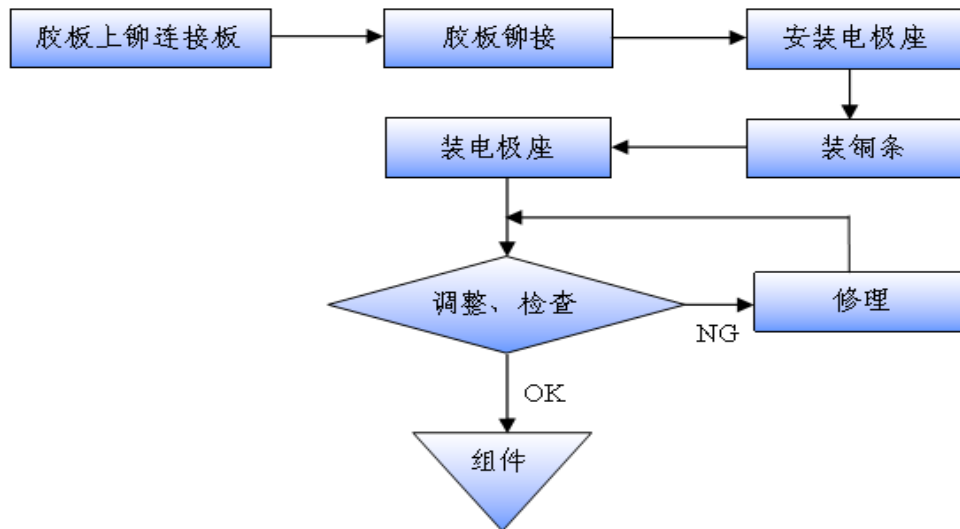 胶板上铆连接板
胶板铆接
安装电极座
装电极座
装铜条
调整、检查
修理
NG
OK
组件